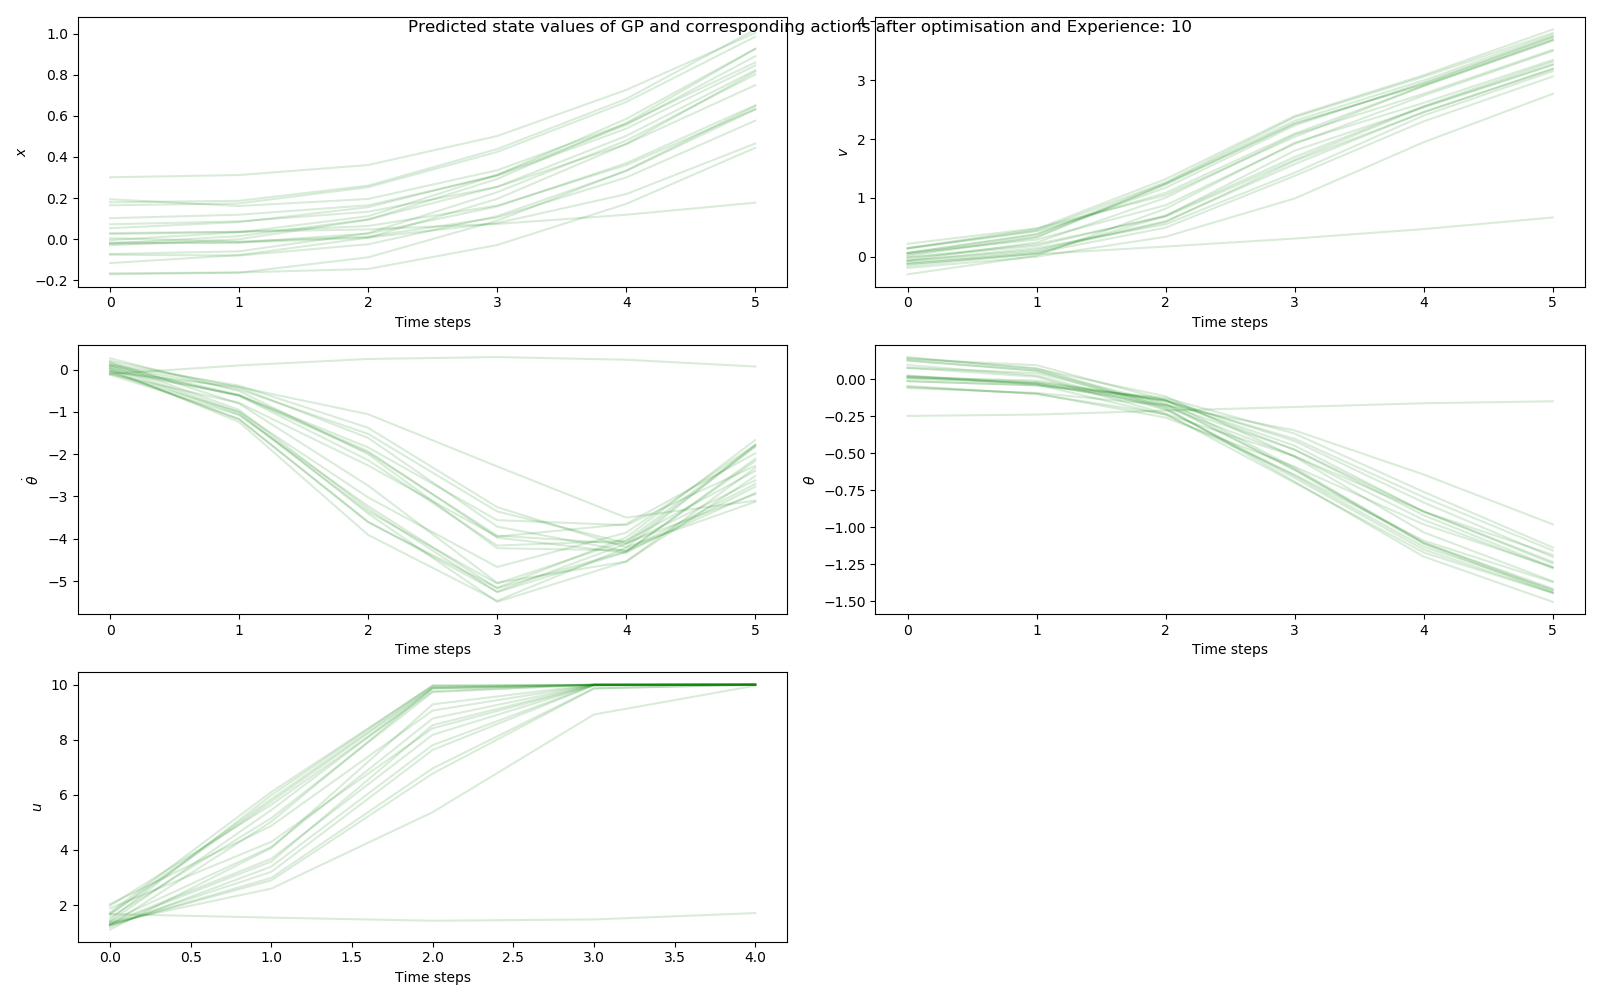 Predicted state values of GP and corresponding actions after optimisation and Experience: 10
1.0
0.8
0.6
0.4
0.2
0.0
−0.2
x
0 1 2 3 4 5
Time steps
4
3
2
1
0
v
0 1 2 3 4 5
Time steps
0
−1
−2
−3
−4
−5
θ̇
0 1 2 3 4 5
Time steps
0.00
−0.25
−0.50
−0.75
−1.00
−1.25
−1.50
θ
0 1 2 3 4 5
Time steps
10
8
6
4
2
u
0.0 0.5 1.0 1.5 2.0 2.5 3.0 3.5 4.0
Time steps